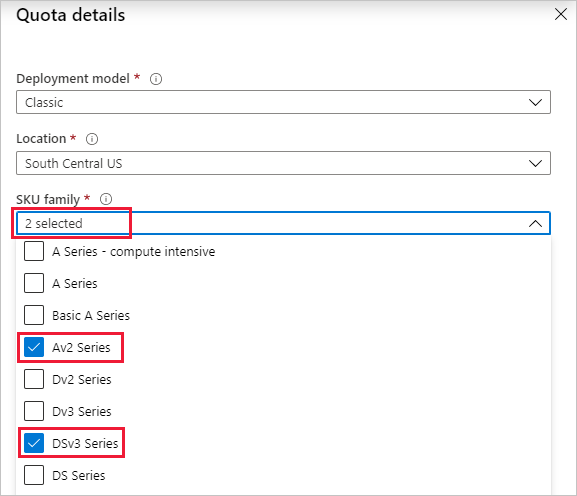 Quota details
Deployment model *
Classic
Location *
South Central US
SKU family *
2 selected
A Series - compute intensive
A Series
Basic A Series
Av2 Series
Dv2 Series
Dv3 Series
DSv3 Series
DS Series